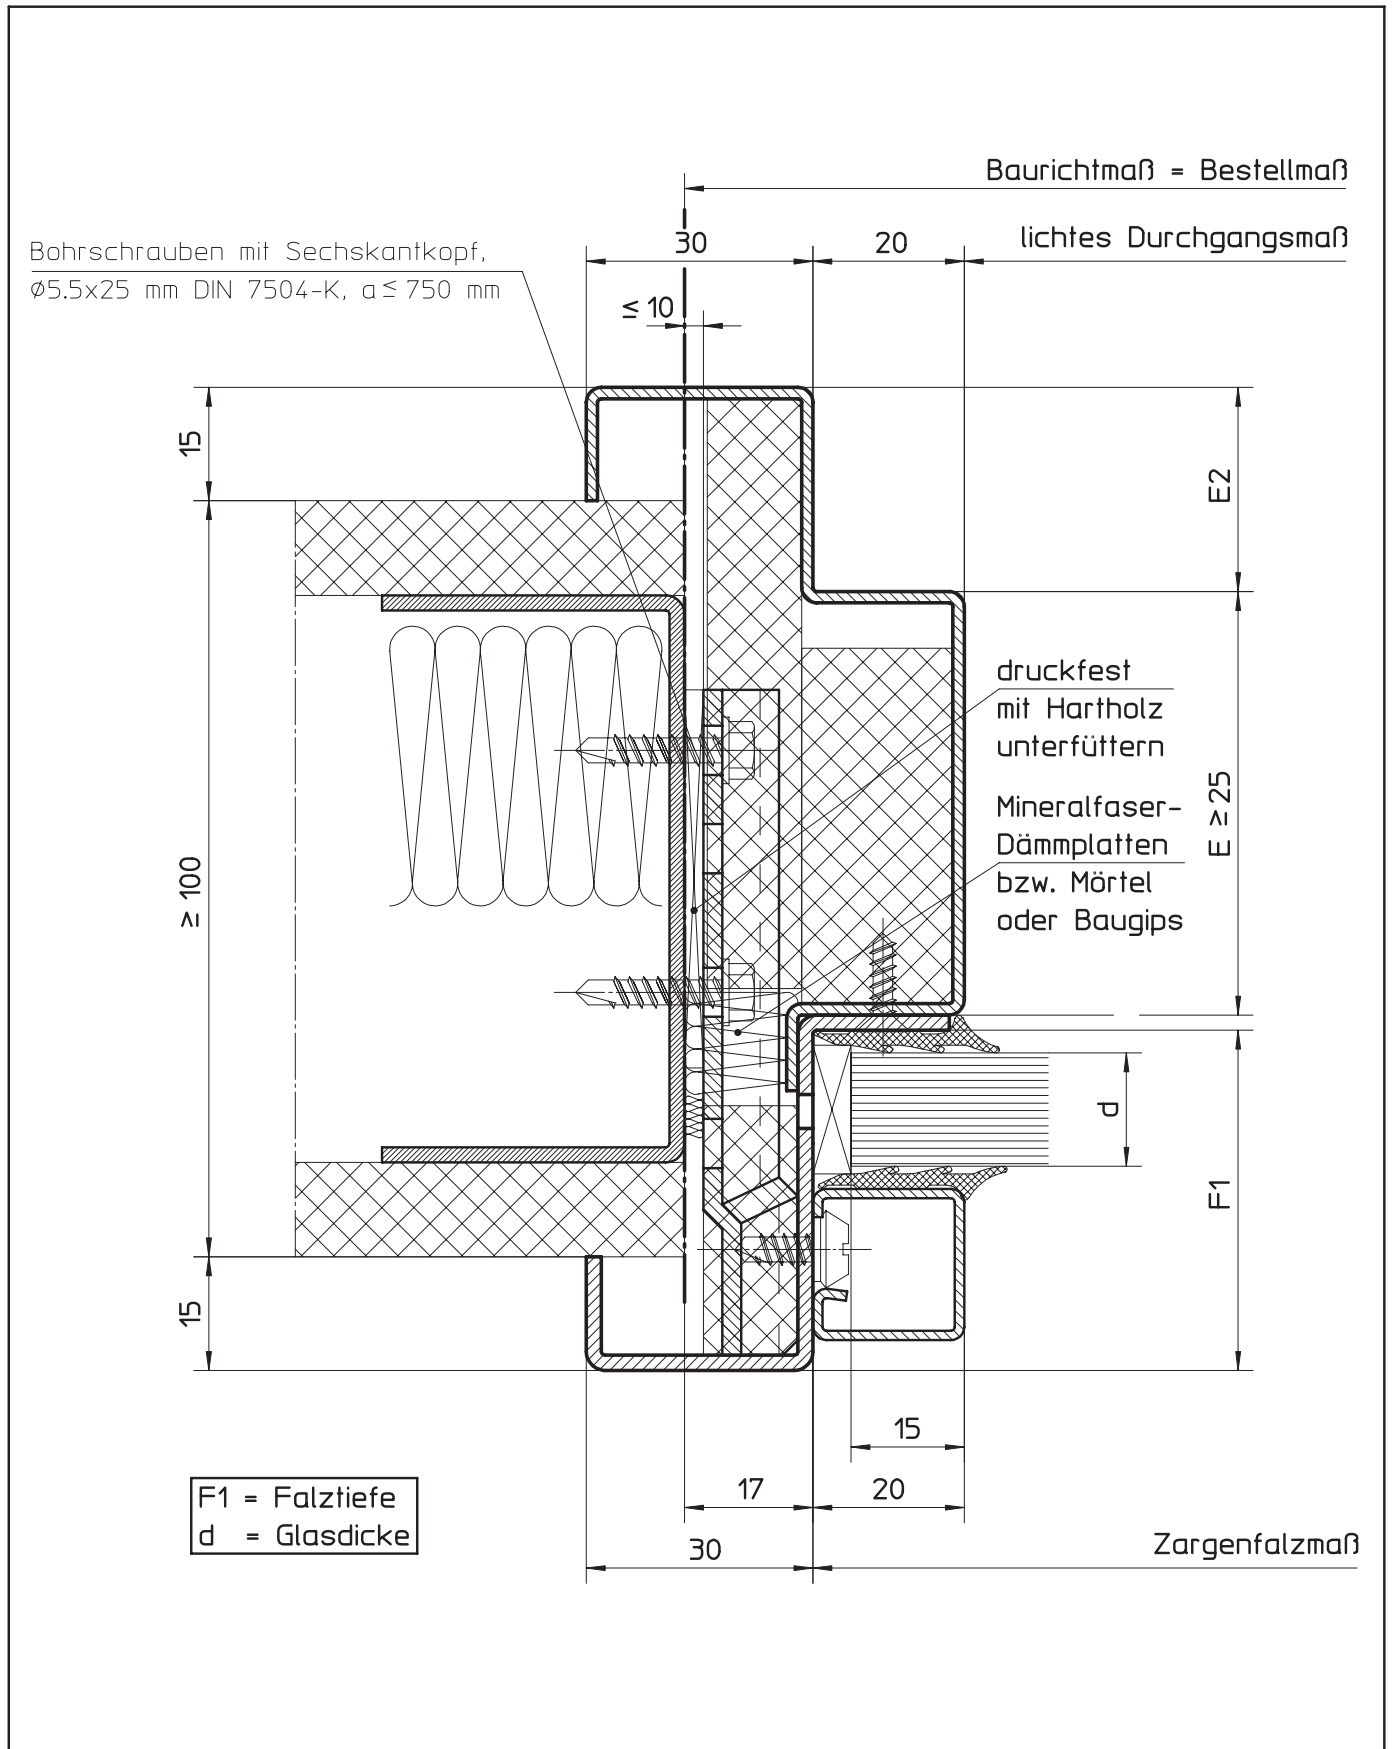 Baurichtmaß = Bestellmaß
30
20
lichtes Durchgangsmaß
Bohrschrauben mit Sechskantkopf,
Ø5.5x25 mm DIN 7504-K, a ≤ 750 mm
≤ 10
15
E2
druckfest
mit Hartholz
unterfüttern
E ≥ 25
Mineralfaser-
Dämmplatten
bzw. Mörtel
oder Baugips
≥ 100
d
F1
15
15
17
20
F1 = Falztiefe
d = Glasdicke
30
Zargenfalzmaß